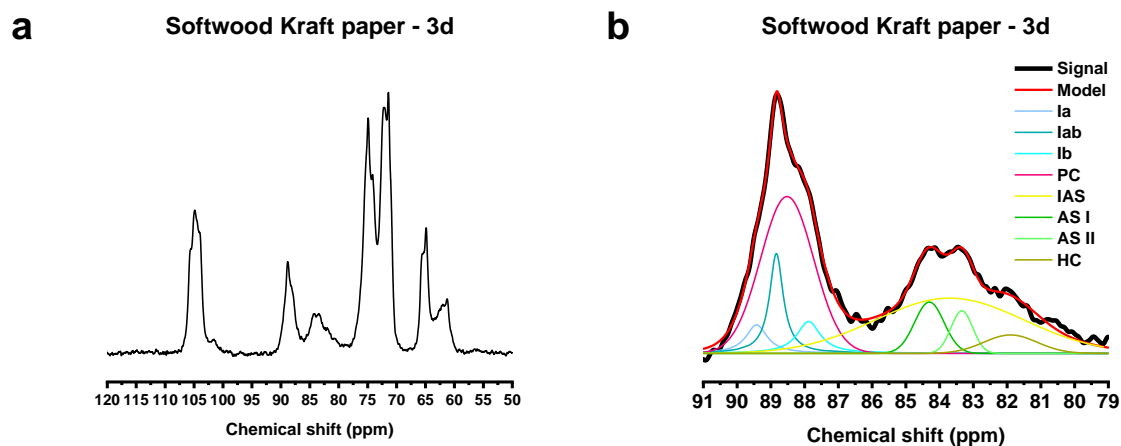 a
Softwood Kraft paper - 3d
120 115 110 105 100 95 90 85 80 75 70 65 60 55 50
Chemical shift (ppm)
b
Softwood Kraft paper - 3d
Signal
Model
Ia
Iab
Ib
PC
IAS
AS I
AS II
HC
91 90 89 88 87 86 85 84 83 82 81 80 79
Chemical shift (ppm)